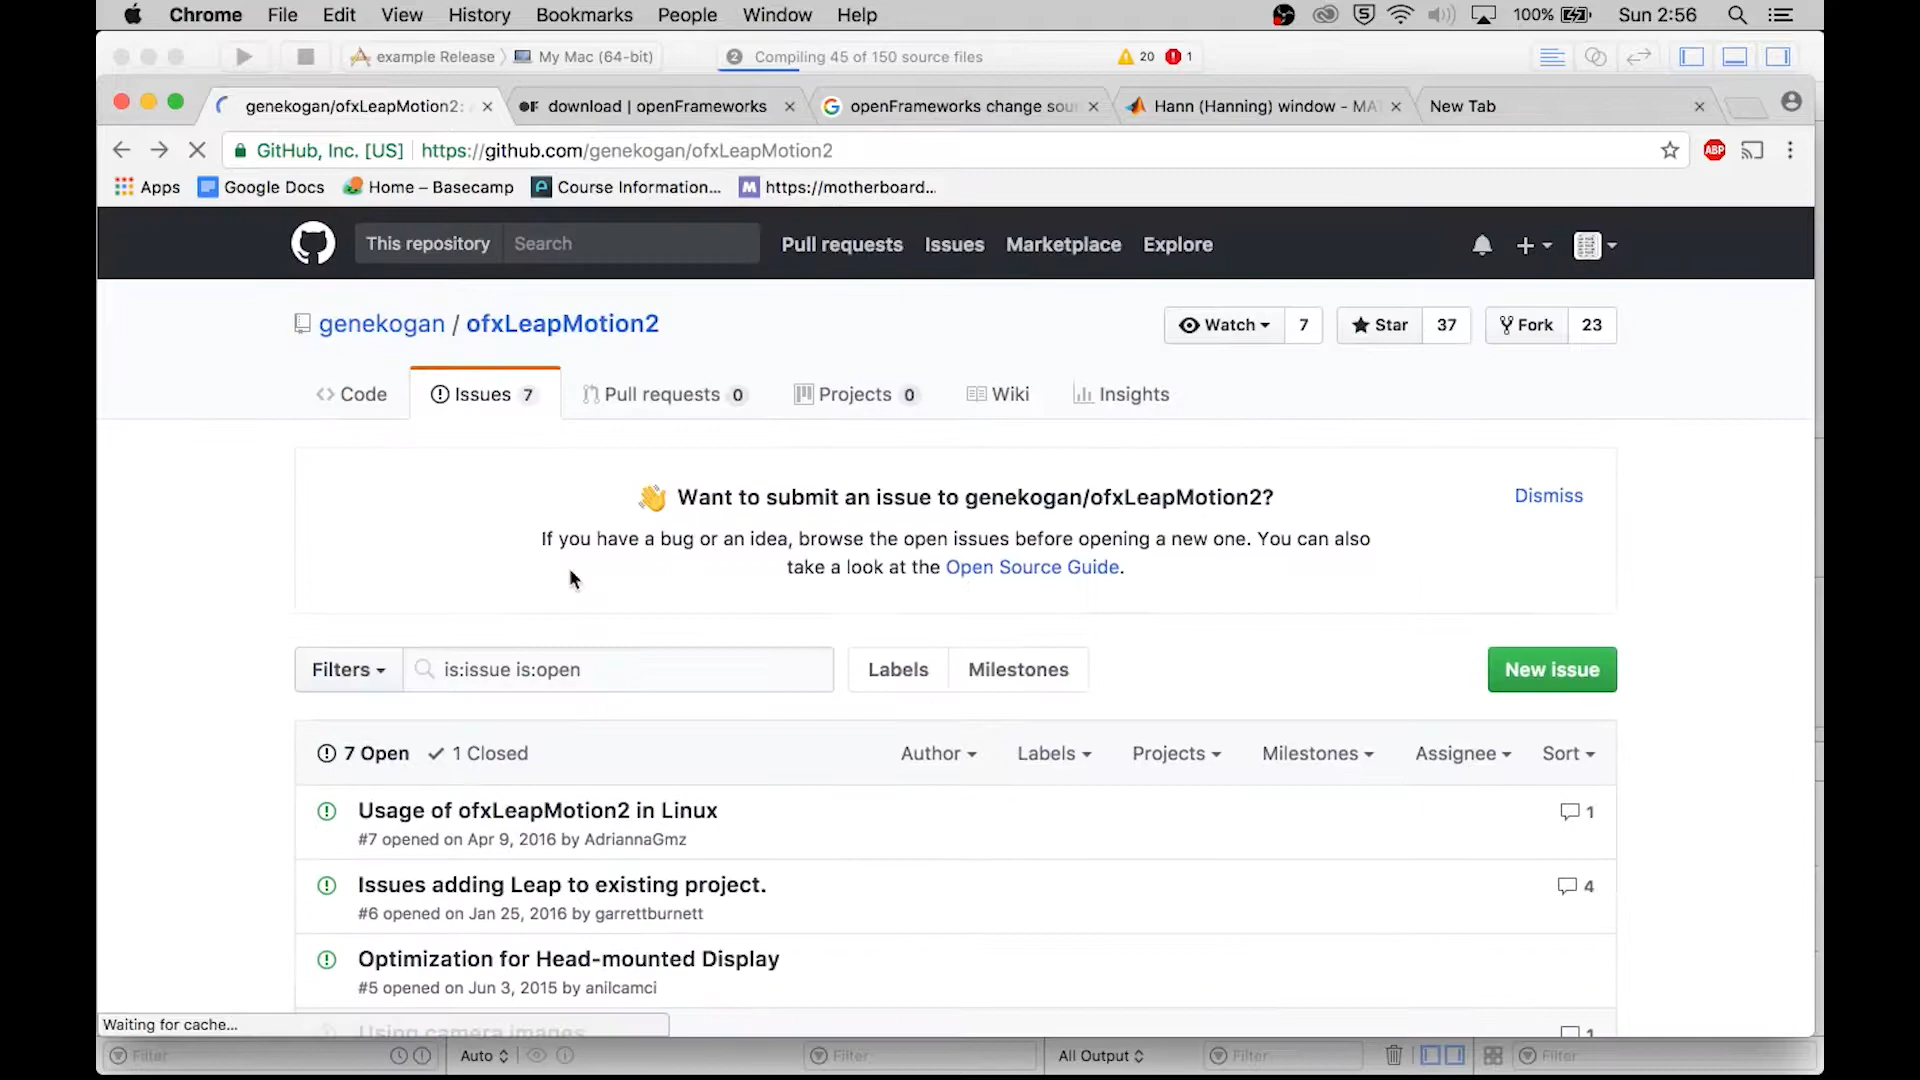 Chrome File Edit View History Bookmarks People Window Help 100% Sun 2:56
example Release My Mac (64-bit) 2 Compiling 45 of 150 source files 20 1
genekogan/ofxLeapMotion2: download | openFrameworks openFrameworks change sou Hann (Hanning) window - MA New Tab
GitHub, Inc. [US] https://github.com/genekogan/ofxLeapMotion2 ABP
Apps Google Docs Home – Basecamp Course Information... https://motherboard...
This repository Search Pull requests Issues Marketplace Explore
genekogan / ofxLeapMotion2 Watch 7 Star 37 Fork 23
Code Issues 7 Pull requests 0 Projects 0 Wiki Insights
Want to submit an issue to genekogan/ofxLeapMotion2? Dismiss
If you have a bug or an idea, browse the open issues before opening a new one. You can also
take a look at the Open Source Guide.
Filters is:issue is:open Labels Milestones New issue
7 Open 1 Closed Author Labels Projects Milestones Assignee Sort
Usage of ofxLeapMotion2 in Linux 1
#7 opened on Apr 9, 2016 by AdriannaGmz
Issues adding Leap to existing project. 4
#6 opened on Jan 25, 2016 by garrettburnett
Optimization for Head-mounted Display
#5 opened on Jun 3, 2015 by anilcamci
Using camera images 1
Waiting for cache...
Filter Auto Filter All Output Filter Filter